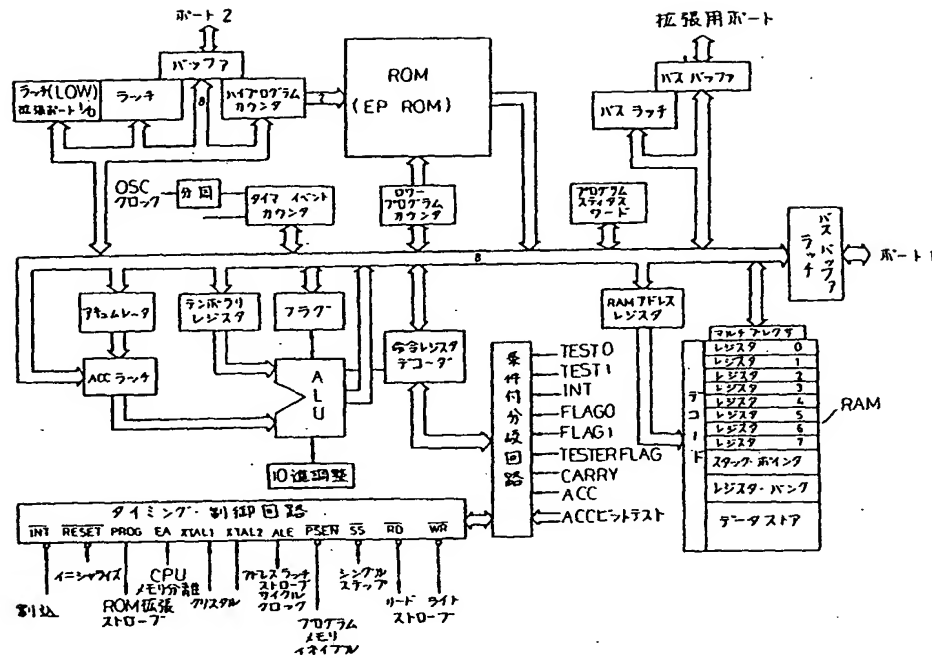 ポート 2
拡張用ポート
バッファ
バス バッファ
ラッチ(LOW)
拡張ポートI/O
ラッチ
8
ハイプログラム
カウンタ
2
ROM
(EP ROM)
バス ラッチ
OSC
クロック
分回
タイマ イベント
カウンタ
ロワー
プログラム
カウンタ
プログラム
スティタス
ワード
8
バス バッファ
ラッチ
ポート 1
アキュムレータ
テンポラリ
レジスタ
フラグ
RAMアドレス
レジスタ
ACC ラッチ
ALU
命令レジスタ
デコーダー
10進調整
条件付分岐回路
TEST0
TEST1
INT
FLAG0
FLAG1
TESTERFLAG
CARRY
ACC
ACCビットテスト
マルチプレクサ
デコード
レジスタ 0
レジスタ 1
レジスタ 2
レジスタ 3
レジスタ 4
レジスタ 5
レジスタ 6
レジスタ 7
スタック・ポインタ
レジスター・バンク
データストア
RAM
タイミング・制御回路
INT RESET PROG EA XTAL1 XTAL2 ALE PSEN SS RD WR
割込
イニシャライズ
ROM拡張
ストローブ
CPU
メモリ分離
クリスタル
アドレスラッチ
ストローブ
サイクル
クロック
プログラム
メモリ
イネイブル
シングル
ステップ
リード
ストローブ
ライト